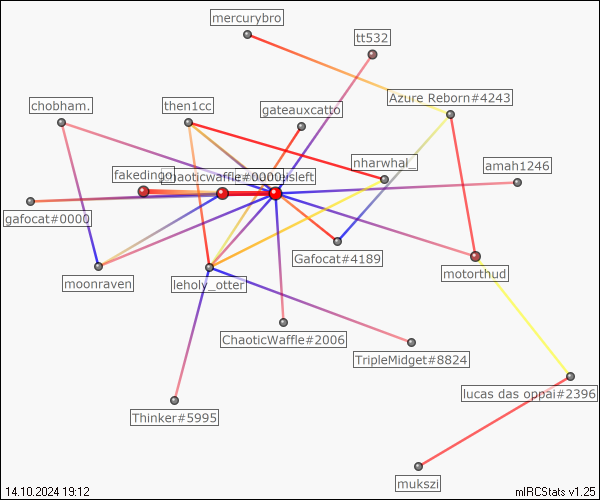 mercurybro
tt532
Azure Reborn#4243
chobham.
then1cc
gateauxcatto
nharwhal_
amah1246
fakedingo
chaoticwaffle#0000
sleft
gafocat#0000
Gafocat#4189
motorthud
moonraven
leholy_otter
ChaoticWaffle#2006
TripleMidget#8824
lucas das oppai#2396
Thinker#5995
mukszi
14.10.2024 19:12
mIRCStats v1.25